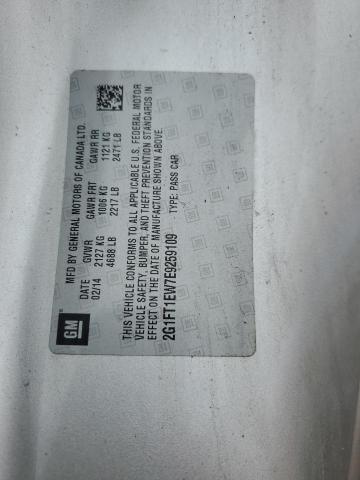 GM
MFD BY GENERAL MOTORS OF CANADA LTD.
DATE GVWR GAWR FRT GAWR RR
02/14 2127 KG 1006 KG 1121 KG
4688 LB 2217 LB 2471 LB
THIS VEHICLE CONFORMS TO ALL APPLICABLE U.S. FEDERAL MOTOR
VEHICLE SAFETY, BUMPER, AND THEFT PREVENTION STANDARDS IN
EFFECT ON THE DATE OF MANUFACTURE SHOWN ABOVE.
2G1FT1EW7E9259109 TYPE: PASS CAR